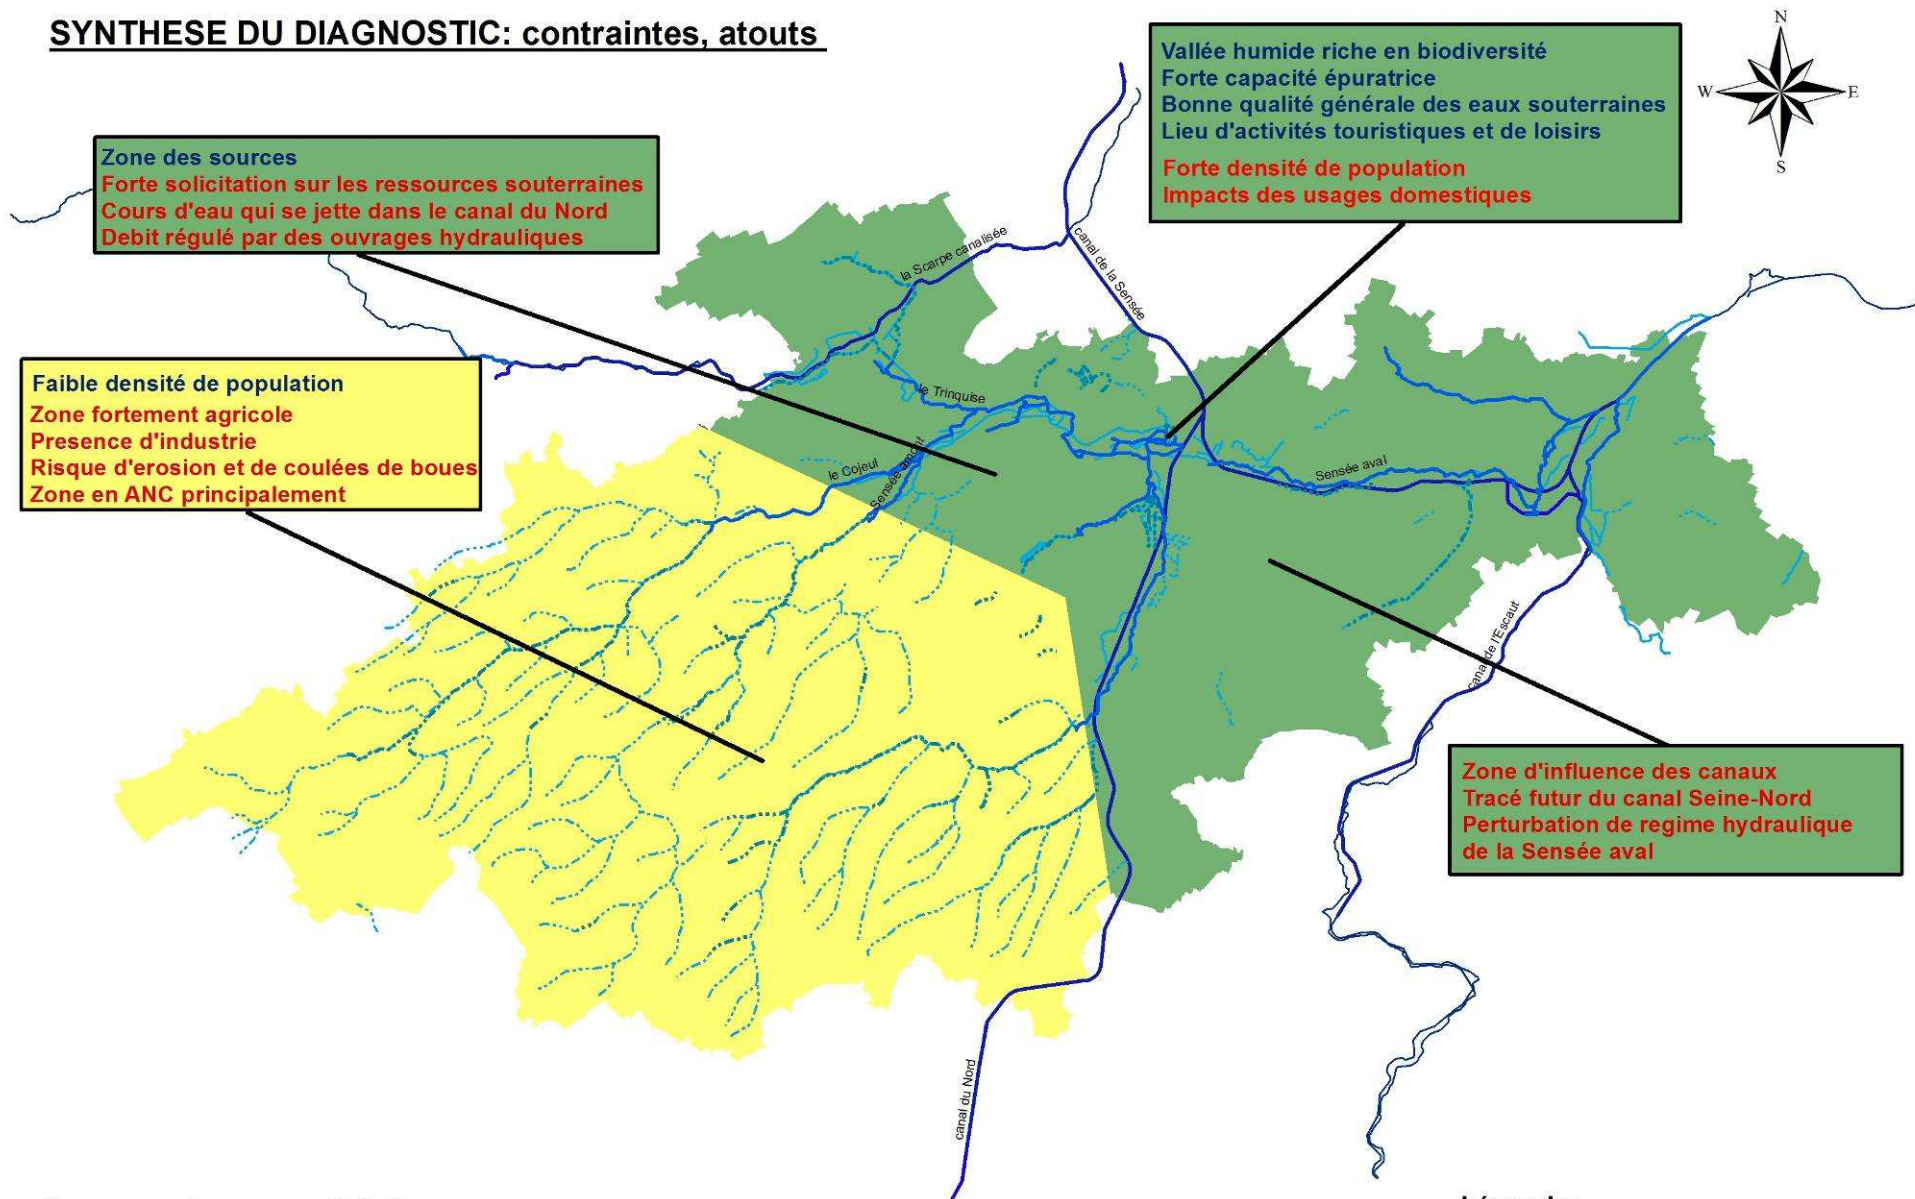 SYNTHESE DU DIAGNOSTIC: contraintes, atouts
Vallée humide riche en biodiversité
Forte capacité épuratrice
Bonne qualité générale des eaux souterraines
Lieu d'activités touristiques et de loisirs
Forte densité de population
Impacts des usages domestiques
N
W
E
S
Zone des sources
Forte solicitation sur les ressources souterraines
Cours d'eau qui se jette dans le canal du Nord
Debit régulé par des ouvrages hydrauliques
la Scarpe canalisée
canal de la Sensée
Faible densité de population
Zone fortement agricole
Presence d'industrie
Risque d'erosion et de coulées de boues
Zone en ANC principalement
le Trinquise
le Cojeul
Sensée amont
Sensée aval
canal de l'Escaut
Zone d'influence des canaux
Tracé futur du canal Seine-Nord
Perturbation de regime hydraulique
de la Sensée aval
canal du Nord